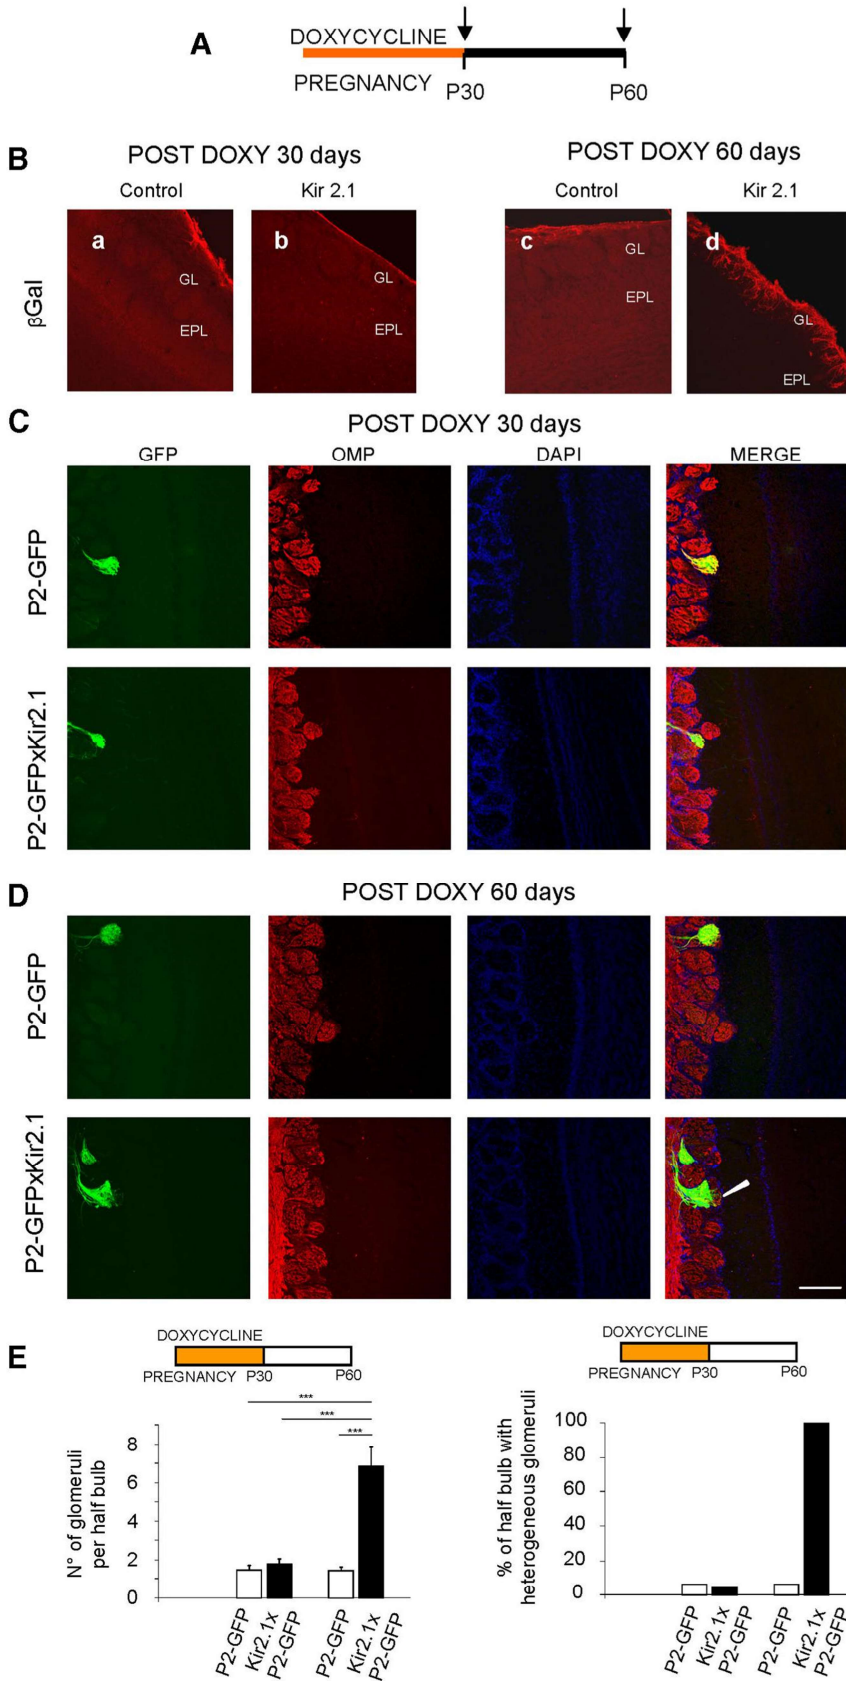 A
DOXYCYCLINE
PREGNANCY
P30
P60
B
POST DOXY 30 days
POST DOXY 60 days
Control
Kir 2.1
Control
Kir 2.1
βGal
a
GL
EPL
b
GL
EPL
c
GL
EPL
d
GL
EPL
C
POST DOXY 30 days
GFP
OMP
DAPI
MERGE
P2-GFP
P2-GFPxKir2.1
D
POST DOXY 60 days
P2-GFP
P2-GFPxKir2.1
E
DOXYCYCLINE
PREGNANCY
P30
P60
***
***
***
N° of glomeruli
per half bulb
8
6
4
2
0
P2-GFP
Kir2.1x
P2-GFP
P2-GFP
Kir2.1x
P2-GFP
DOXYCYCLINE
PREGNANCY
P30
P60
% of half bulb with
heterogeneous glomeruli
100
80
60
40
20
0
P2-GFP
Kir2.1x
P2-GFP
P2-GFP
Kir2.1x
P2-GFP